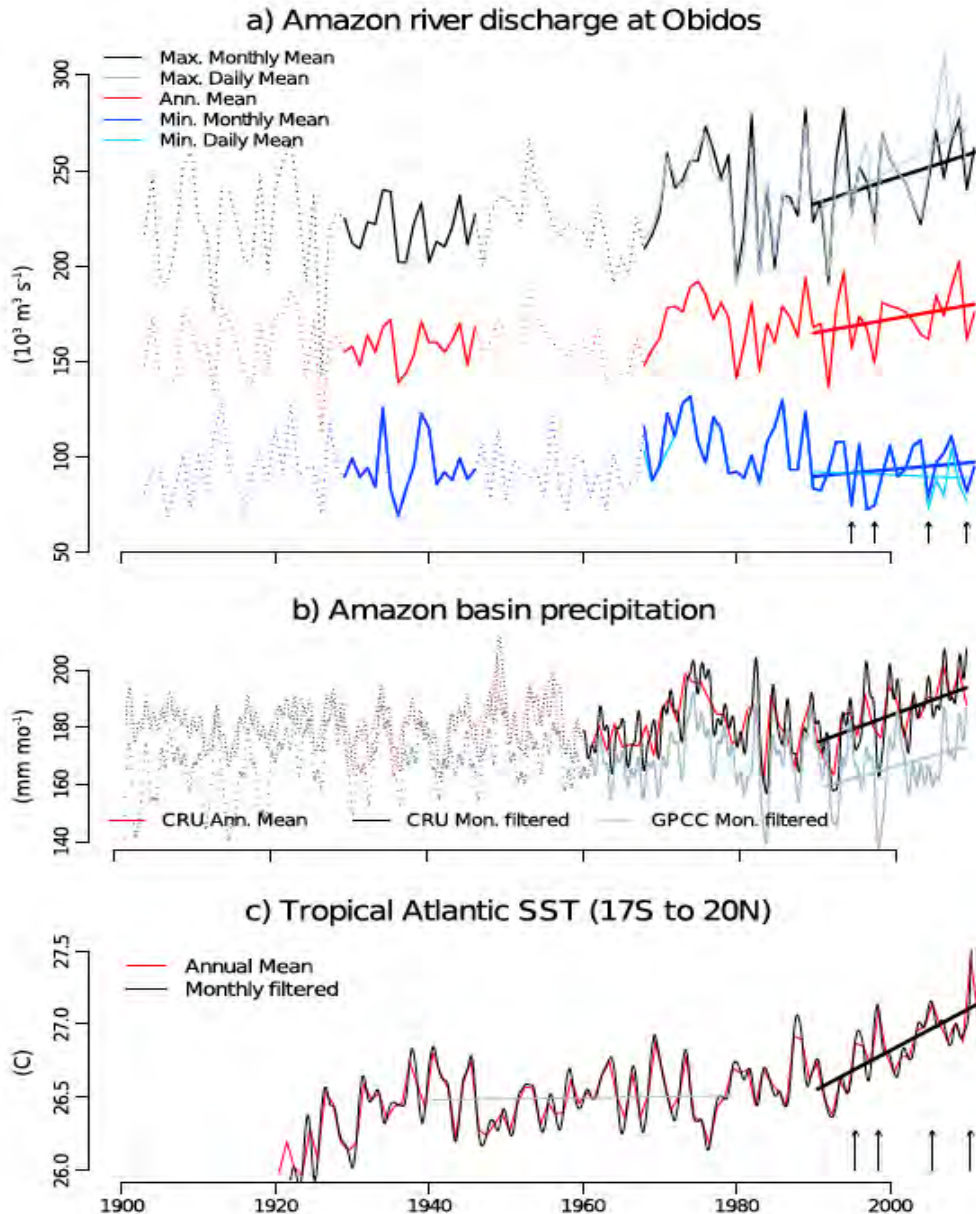 a) Amazon river discharge at Obidos
Max. Monthly Mean
Max. Daily Mean
Ann. Mean
Min. Monthly Mean
Min. Daily Mean
300
250
200
150
100
50
(10³ m³ s⁻¹)
b) Amazon basin precipitation
200
180
160
140
(mm mo⁻¹)
CRU Ann. Mean CRU Mon. filtered GPCC Mon. filtered
c) Tropical Atlantic SST (17S to 20N)
Annual Mean
Monthly filtered
27.5
27.0
26.5
26.0
(C)
1900 1920 1940 1960 1980 2000